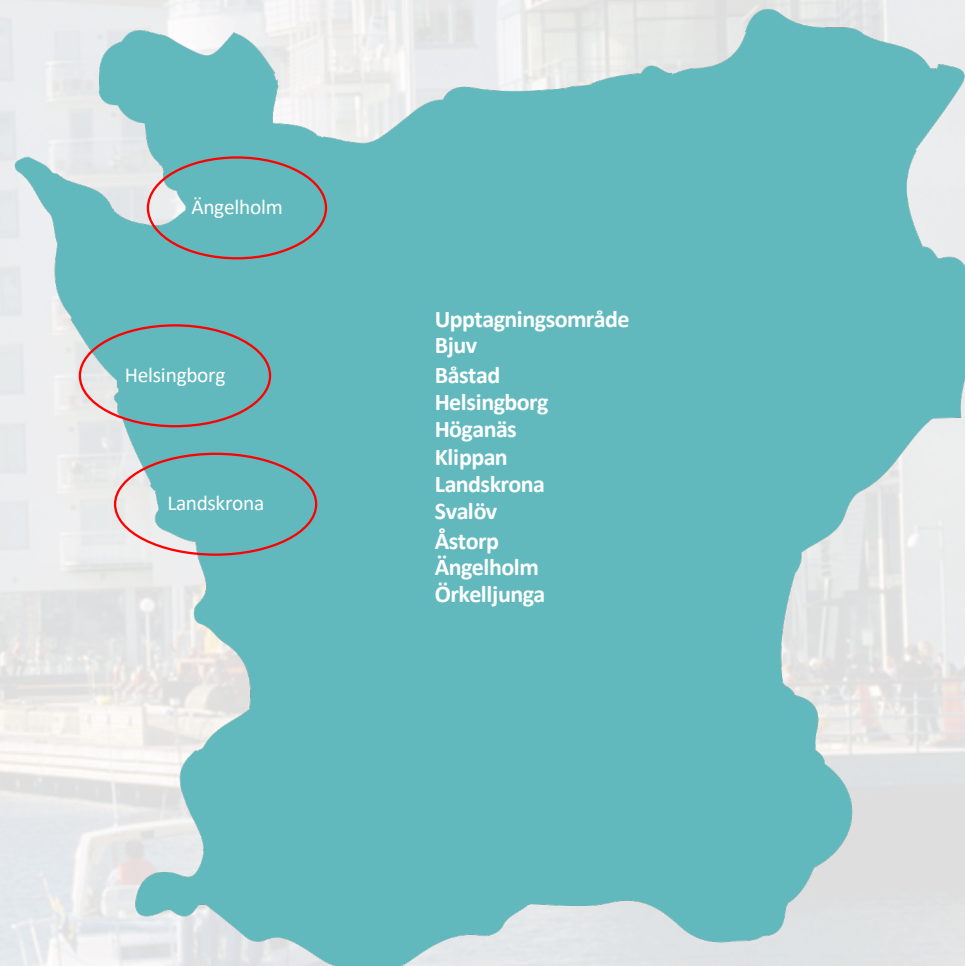 Ängelholm
Helsingborg
Landskrona
Upptagningsområde
Bjuv
Båstad
Helsingborg
Höganäs
Klippan
Landskrona
Svalöv
Åstorp
Ängelholm
Örkelljunga